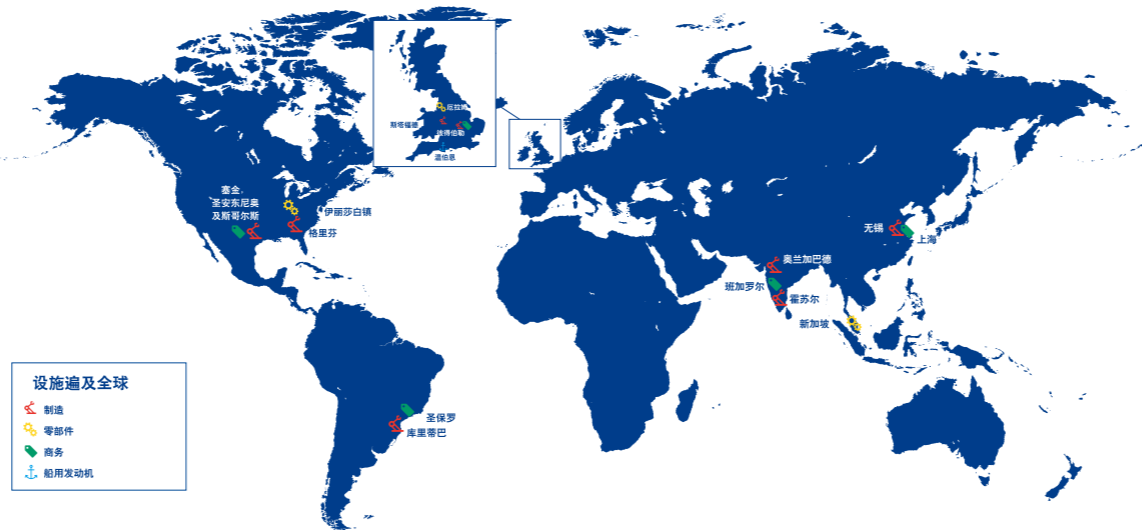 厄拉姆
斯塔福德
彼得伯勒
温伯恩
塞金,
圣安东尼奥
及斯哥尔斯
伊丽莎白镇
格里芬
无锡
上海
奥兰加巴德
班加罗尔
霍苏尔
新加坡
圣保罗
库里蒂巴
设施遍及全球
制造
零部件
商务
船用发动机